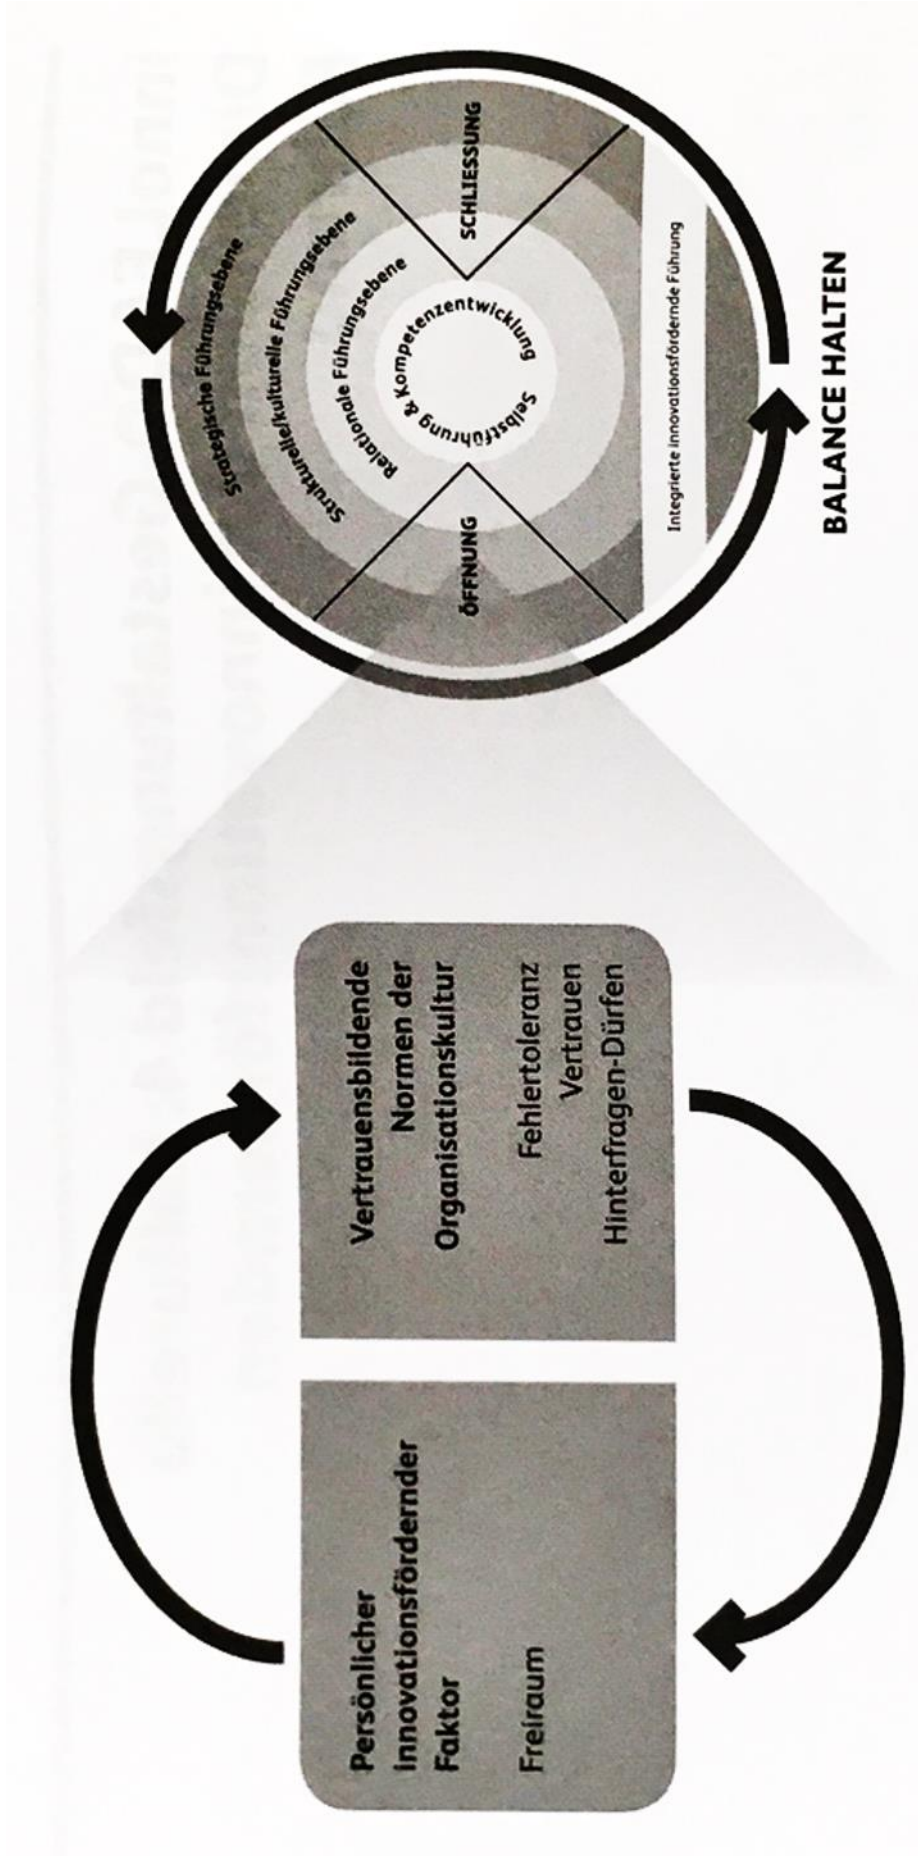 Persönlicher
innovationsfördernder
Faktor
Freiraum
Vertrauensbildende
Normen der
Organisationskultur
Fehlertoleranz
Vertrauen
Hinterfragen-Dürfen
Strategische Führungsebene
Strukturelle/kulturelle Führungsebene
Relationale Führungsebene
Selbstführung & Kompetenzentwicklung
ÖFFNUNG
SCHLIESSUNG
Integrierte innovationsfördernde Führung
BALANCE HALTEN